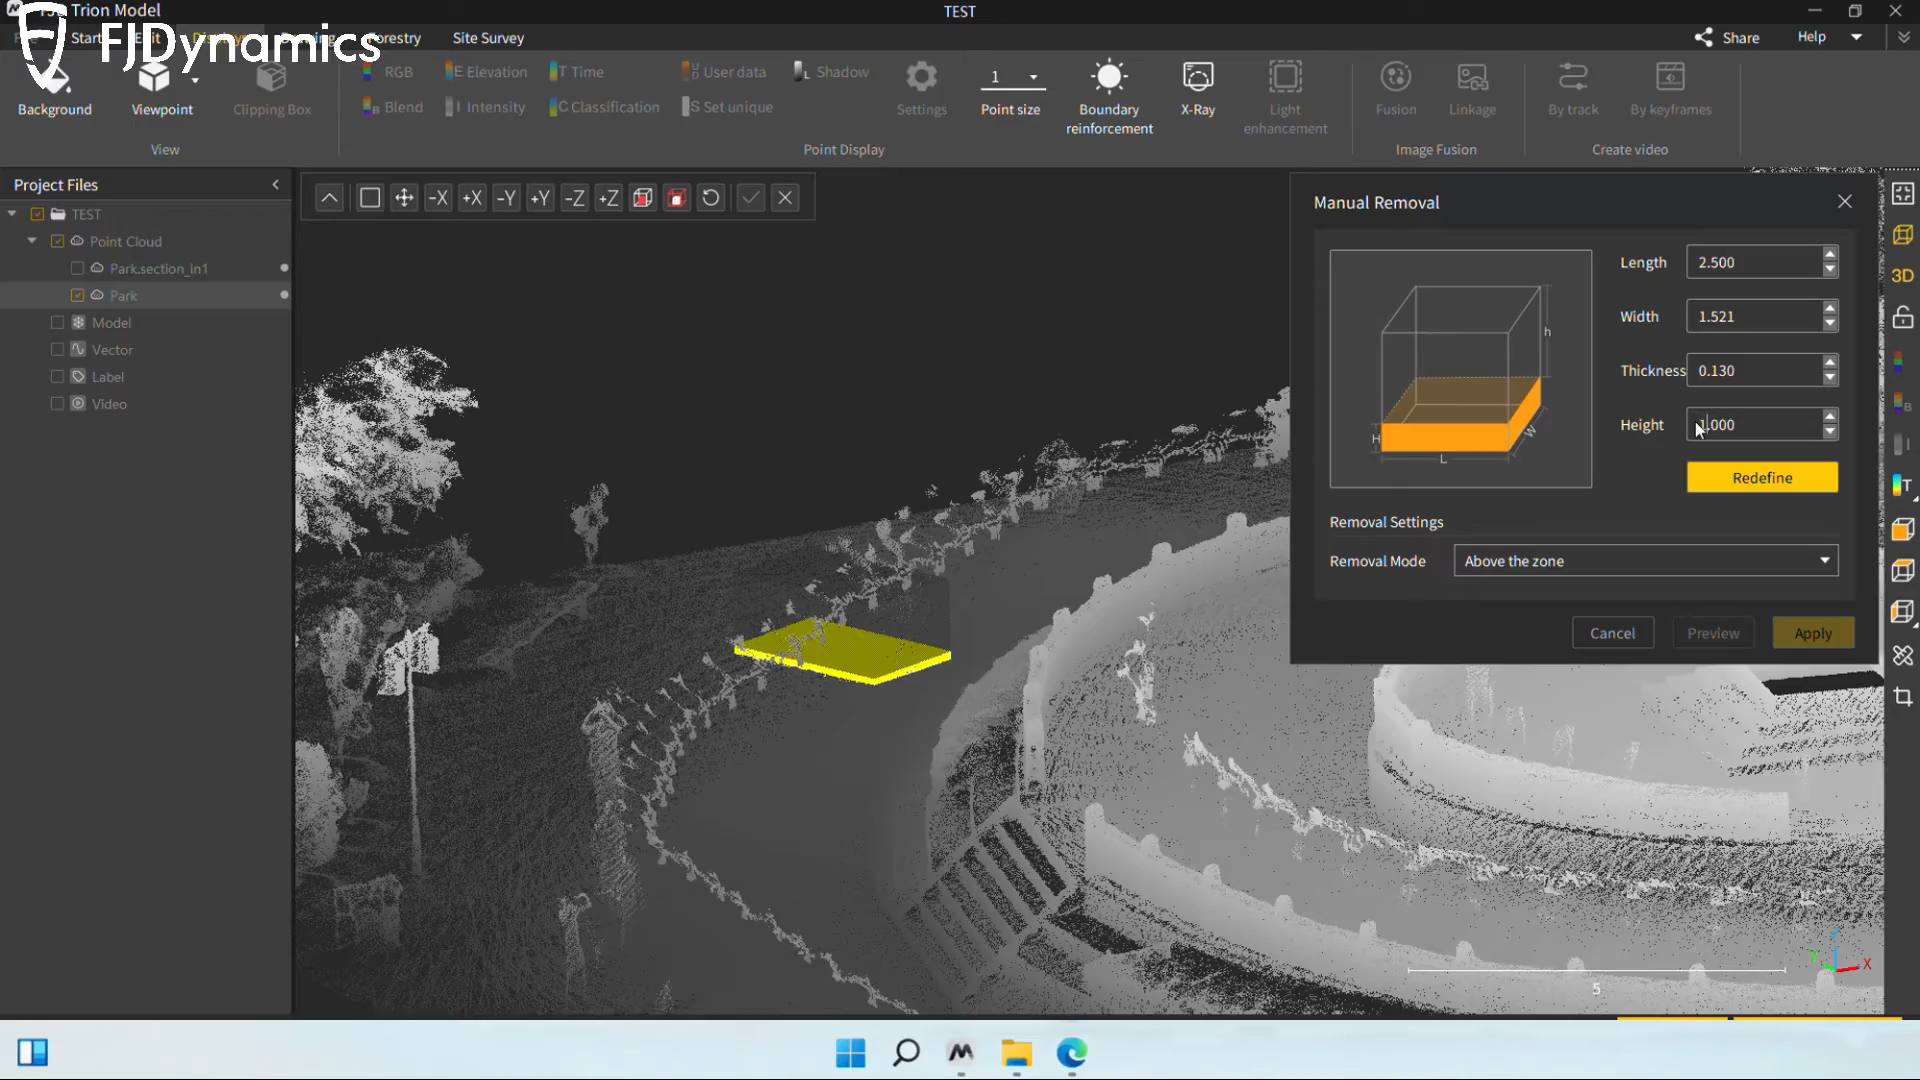 Trion Model
TEST
FJDynamics
Start
Forestry
Site Survey
Share
Help
Background
Viewpoint
Clipping Box
View
RGB
E Elevation
T Time
User data
L Shadow
B Blend
I Intensity
C Classification
S Set unique
Settings
1
Point size
Boundary
reinforcement
X-Ray
Light
enhancement
Point Display
Fusion
Linkage
Image Fusion
By track
By keyframes
Create video
Project Files
TEST
Point Cloud
Park.section_in1
Park
Model
Vector
Label
Video
-X +X -Y +Y -Z +Z
Manual Removal
Length 2.500
Width 1.521
Thickness 0.130
Height 1.000
h
H
W
L
Redefine
Removal Settings
Removal Mode Above the zone
Cancel Preview Apply
3D
B
I
T
5
Y
X